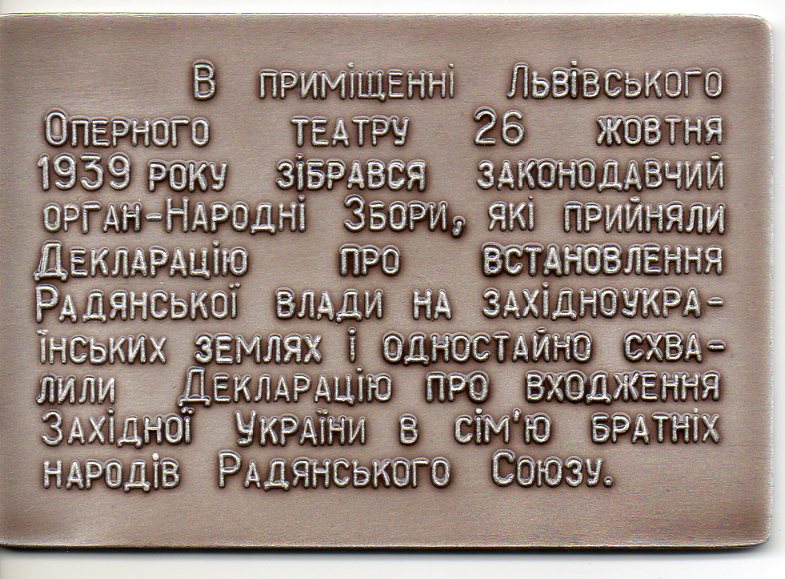 В приміщенні Львівського
Оперного театру 26 жовтня
1939 року зібрався законодавчий
орган-Народні Збори, які прийняли
Декларацію про встановлення
Радянської влади на західноукра-
їнських землях і одностайно схва-
лили Декларацію про входження
Західної України в сім'ю братніх
народів Радянського Союзу.